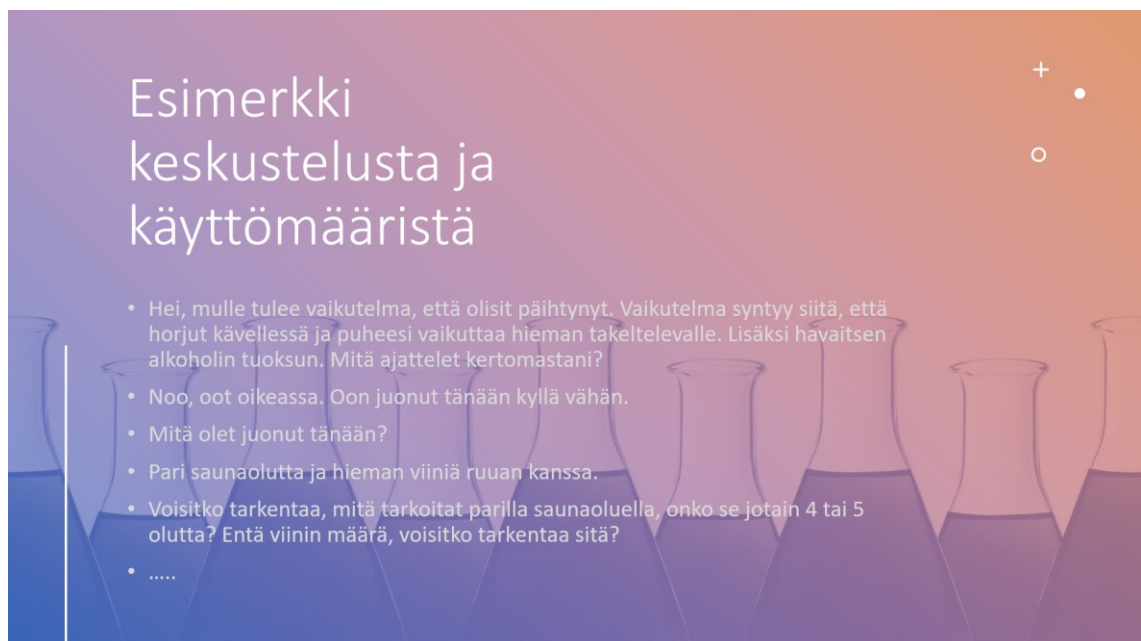 Esimerkki
keskustelusta ja
käyttömääristä
• Hei, mulle tulee vaikutelma, että olisit päihtynyt. Vaikutelma syntyy siitä, että
horjut kävellessä ja puheesi vaikuttaa hieman takeltelevalle. Lisäksi havaitsen
alkoholin tuoksun. Mitä ajattelet kertomastani?
• Noo, oot oikeassa. Oon juonut tänään kyllä vähän.
• Mitä olet juonut tänään?
• Pari saunaolutta ja hieman viiniä ruuan kanssa.
• Voisitko tarkentaa, mitä tarkoitat parilla saunaoluella, onko se jotain 4 tai 5
olutta? Entä viinin määrä, voisitko tarkentaa sitä?
• .....